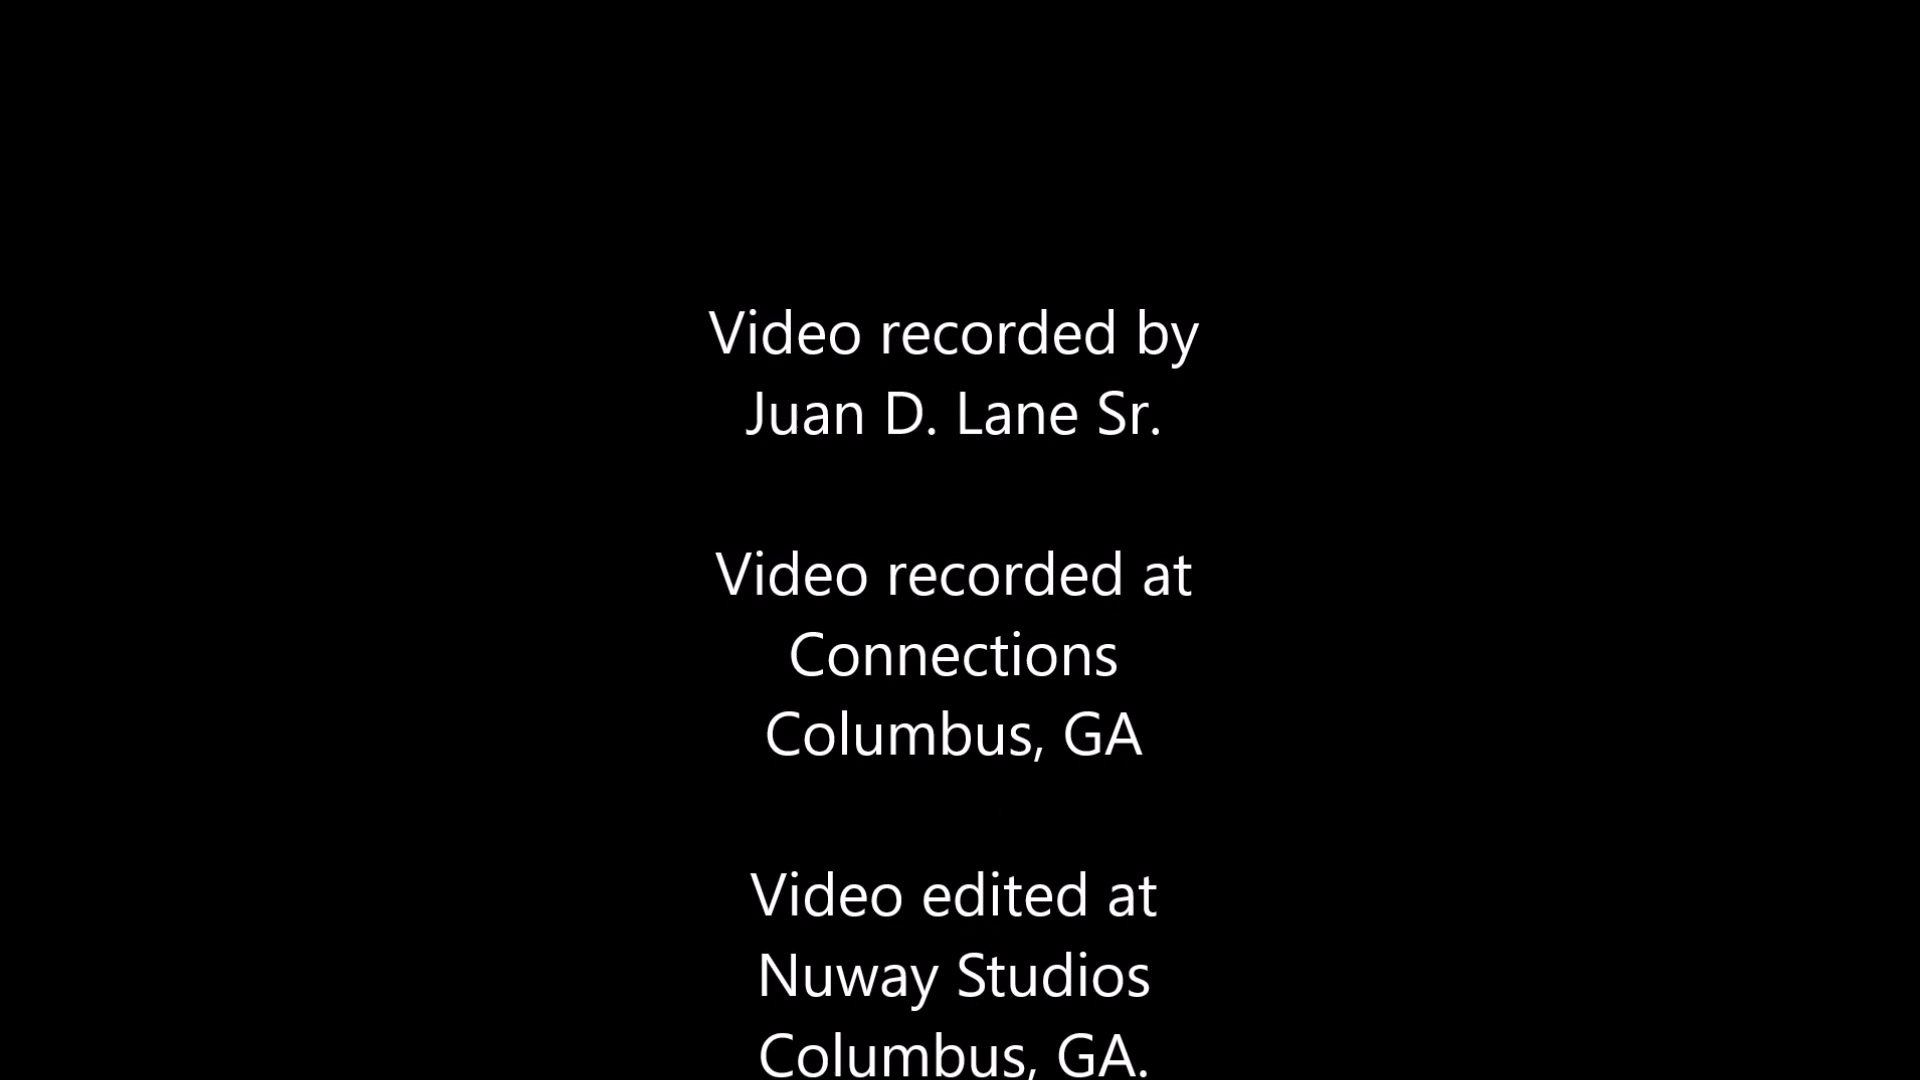 Video recorded by
Juan D. Lane Sr.
Video recorded at
Connections
Columbus, GA
Video edited at
Nuway Studios
Columbus, GA.